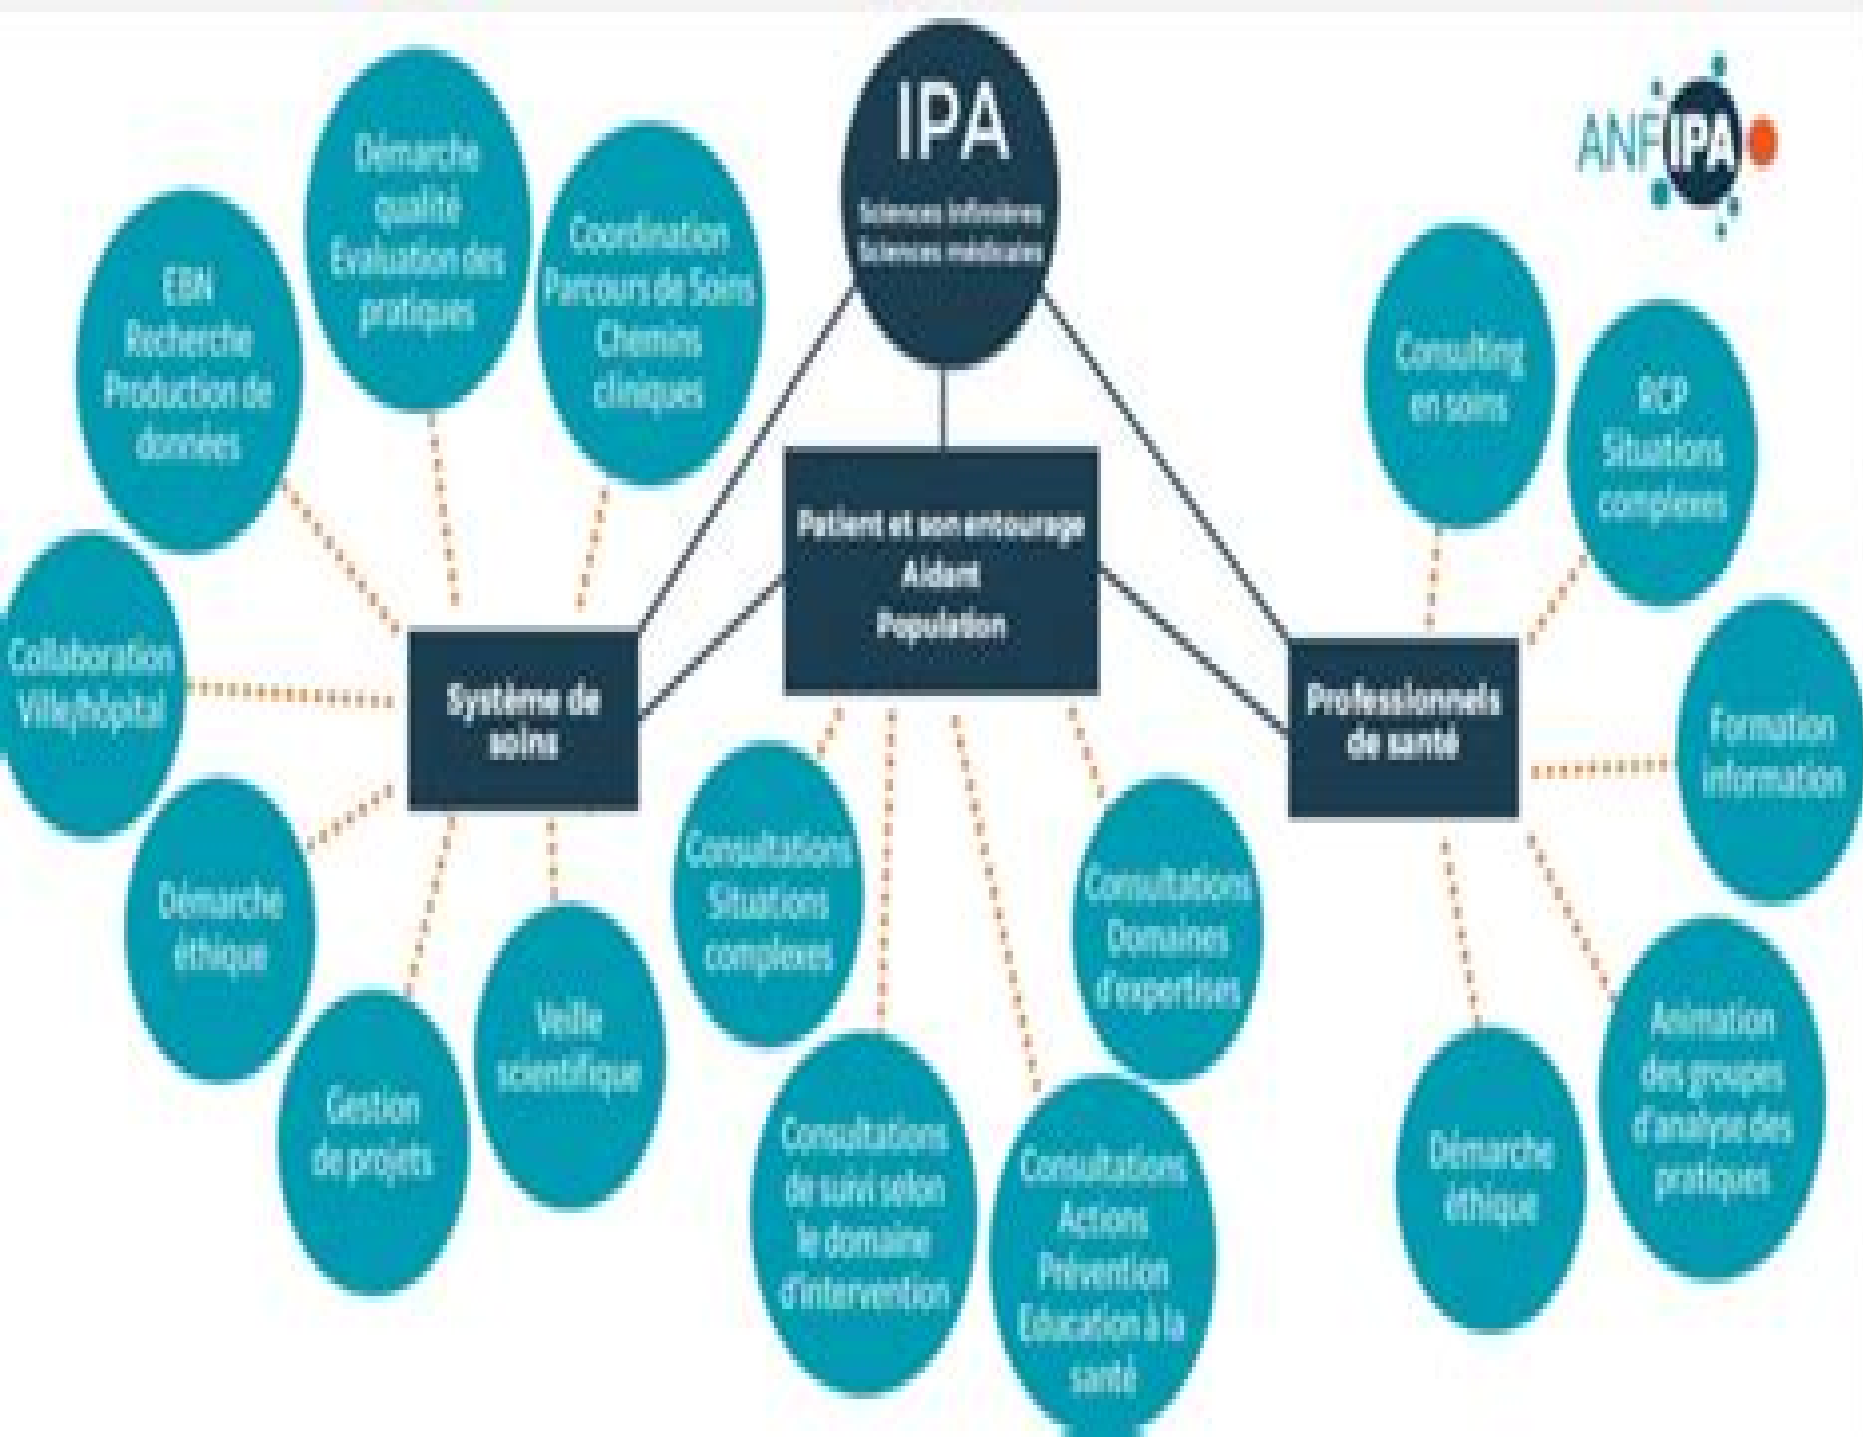 IPA
Sciences infirmières
Sciences médicales
ANFIPA
Démarche
qualité
Evaluation des
pratiques
Coordination
Parcours de Soins
Chemins
cliniques
EBN
Recherche
Production de
données
Collaboration
Ville/hôpital
Démarche
éthique
Gestion
de projets
Veille
scientifique
Système de
soins
Patient et son entourage
Aidant
Population
Consultations
Situations
complexes
Consultations
de suivi selon
le domaine
d'intervention
Consultations
Actions
Prévention
Education à la
santé
Consultations
Domaines
d'expertises
Professionnels
de santé
Consulting
en soins
RCP
Situations
complexes
Formation
information
Animation
des groupes
d'analyse des
pratiques
Démarche
éthique